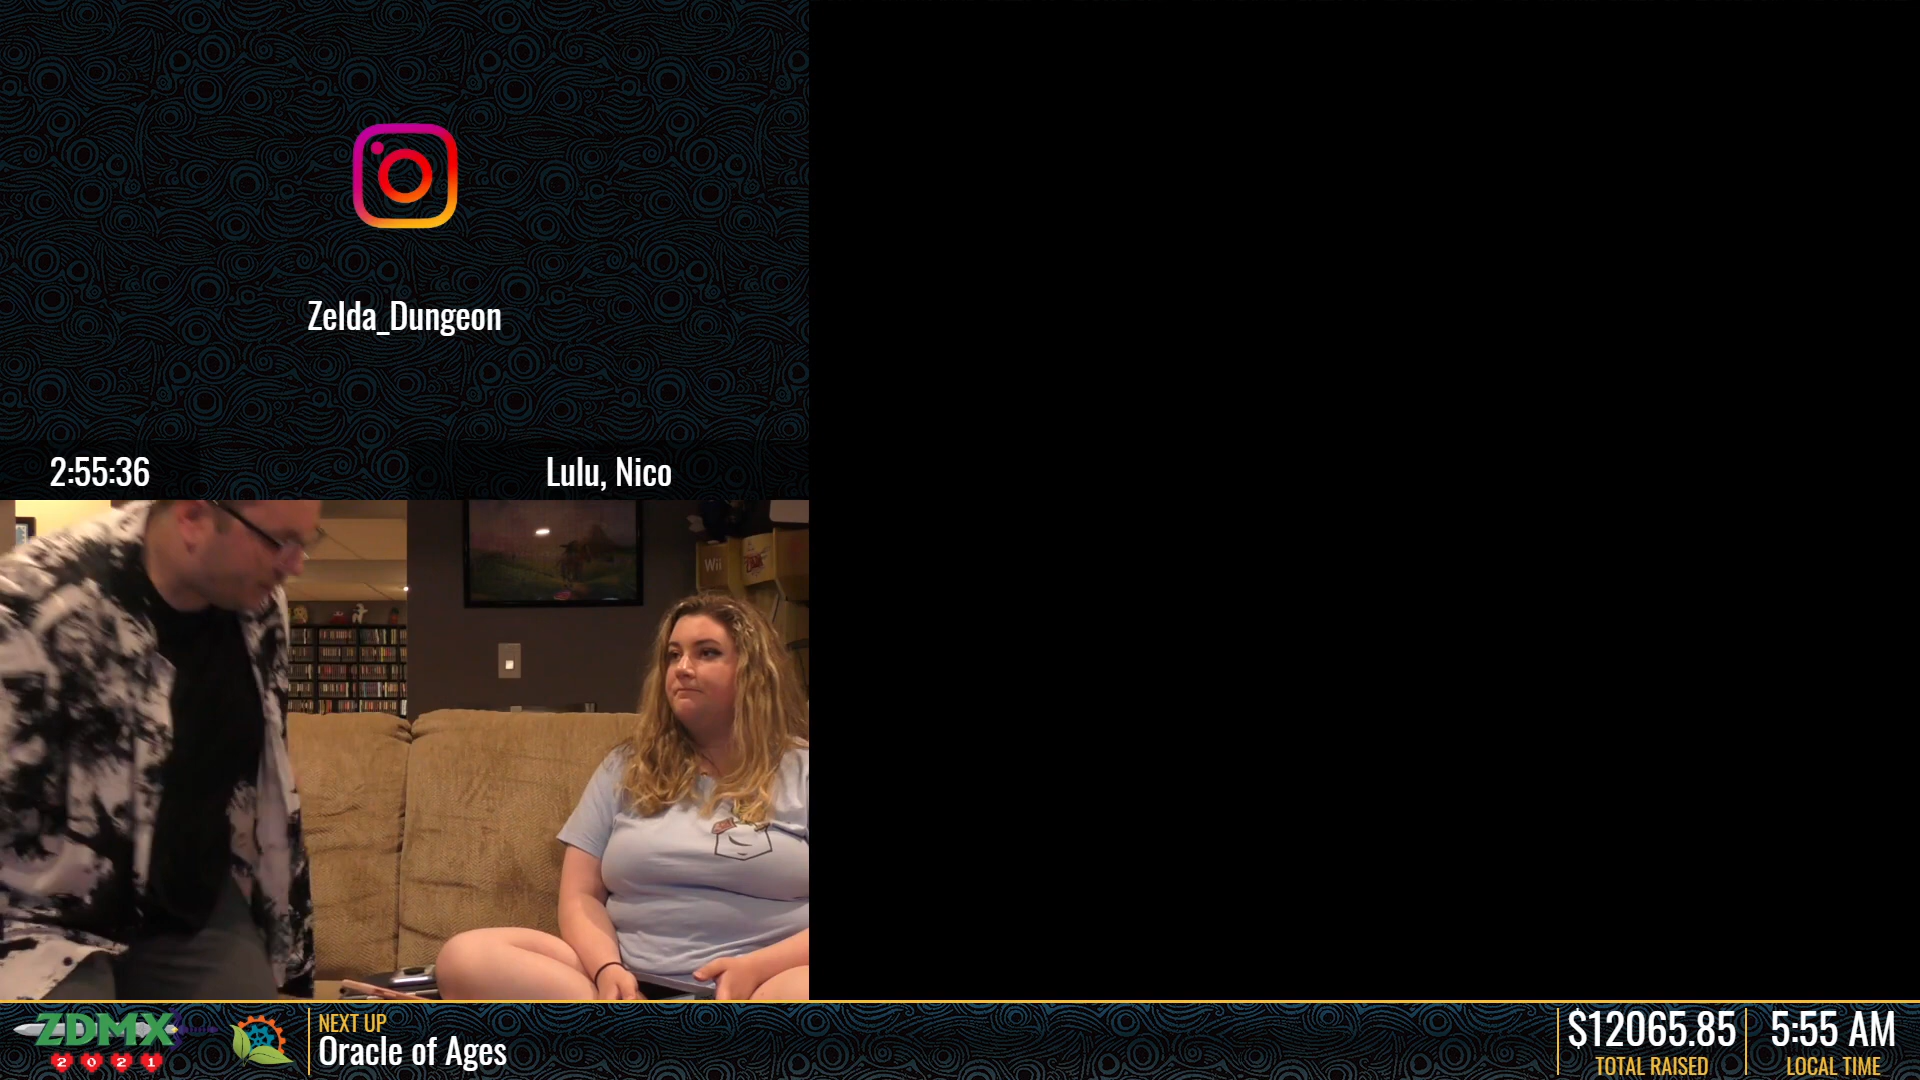 Zelda_Dungeon
2:55:36
Lulu, Nico
Wii
ZDMX
2021
NEXT UP
Oracle of Ages
$12065.85
TOTAL RAISED
5:55 AM
LOCAL TIME